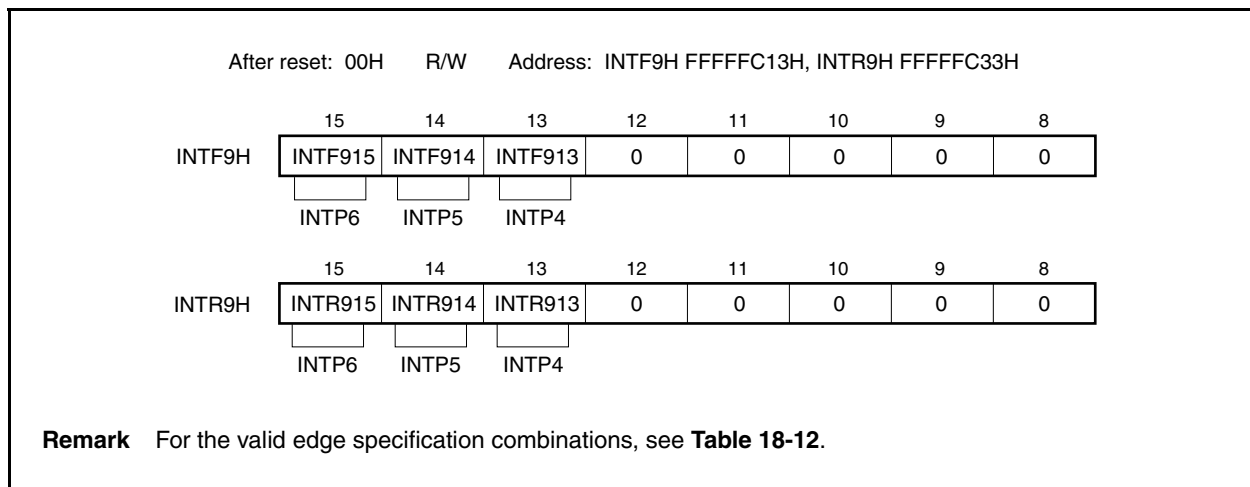 After reset: 00H R/W Address: INTF9H FFFFFC13H, INTR9H FFFFFC33H
15 14 13 12 11 10 9 8
INTF9H INTF915 INTF914 INTF913 0 0 0 0 0
INTP6 INTP5 INTP4
15 14 13 12 11 10 9 8
INTR9H INTR915 INTR914 INTR913 0 0 0 0 0
INTP6 INTP5 INTP4
Remark For the valid edge specification combinations, see Table 18-12.